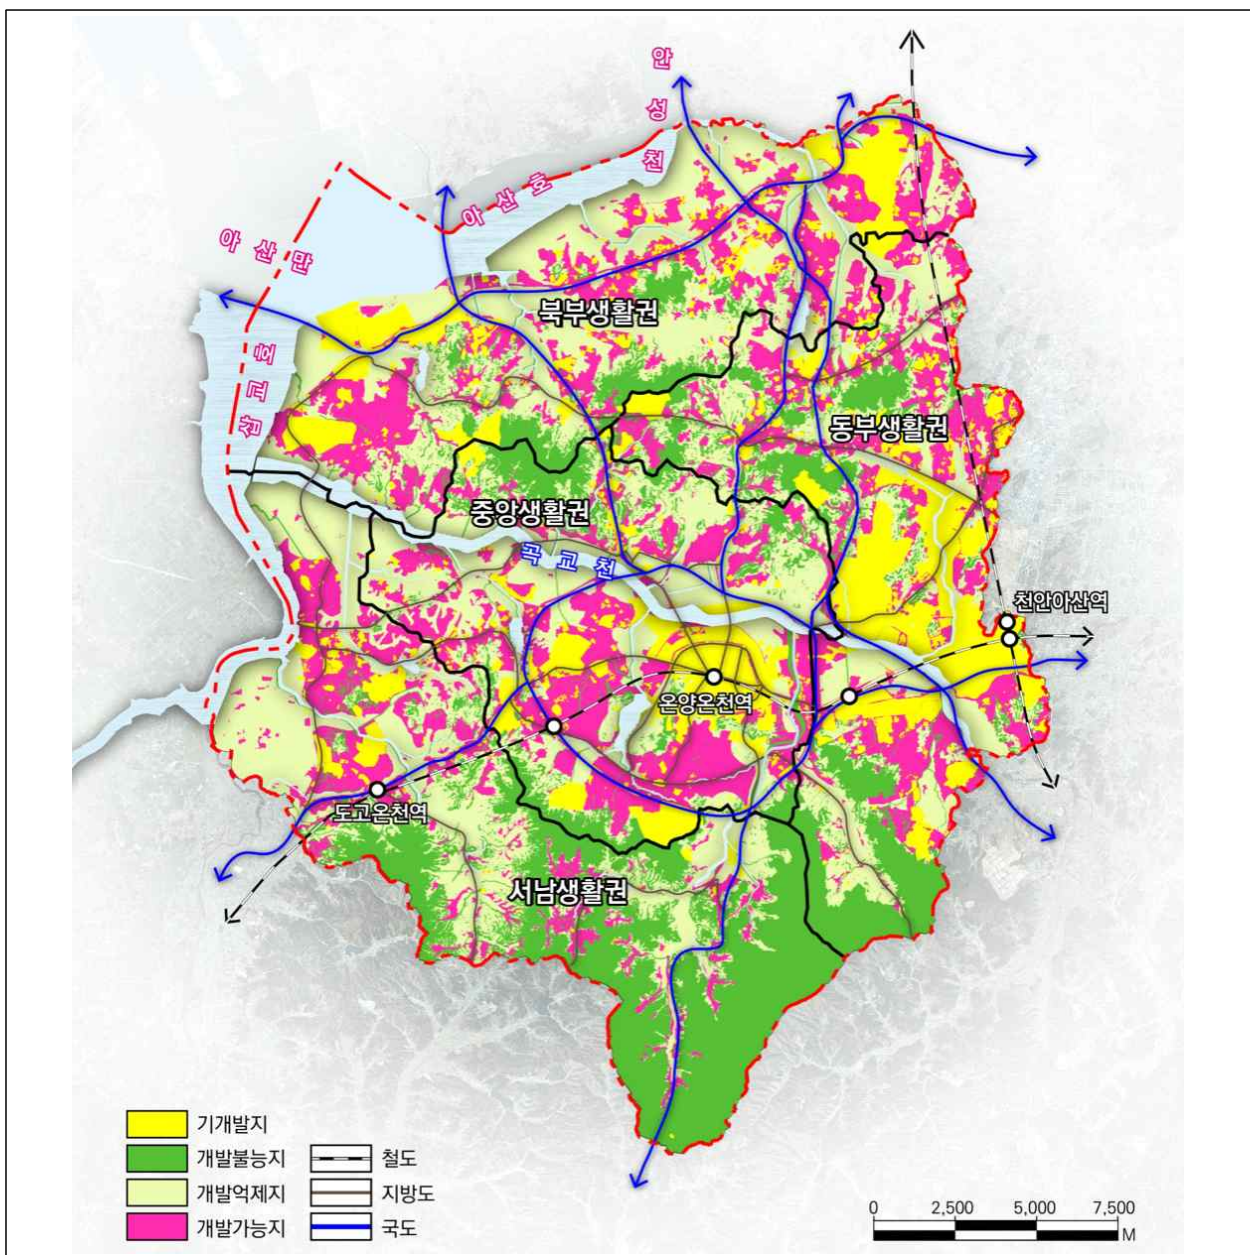 안성천
아산호
아산만
삽교호
북부생활권
동부생활권
중앙생활권
곡교천
천안아산역
온양온천역
도고온천역
서남생활권
기개발지
개발불능지
개발억제지
개발가능지
철도
지방도
국도
0 2,500 5,000 7,500
M